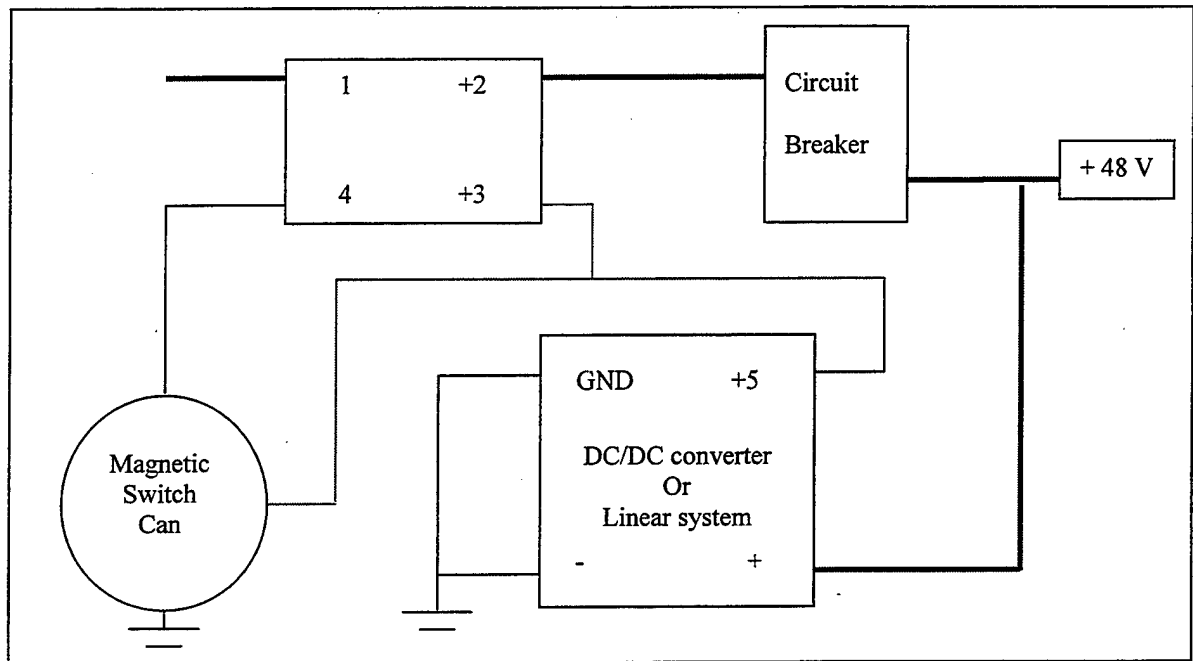 1 +2
4 +3
Circuit
Breaker
+ 48 V
Magnetic
Switch
Can
GND +5
DC/DC converter
Or
Linear system
- +